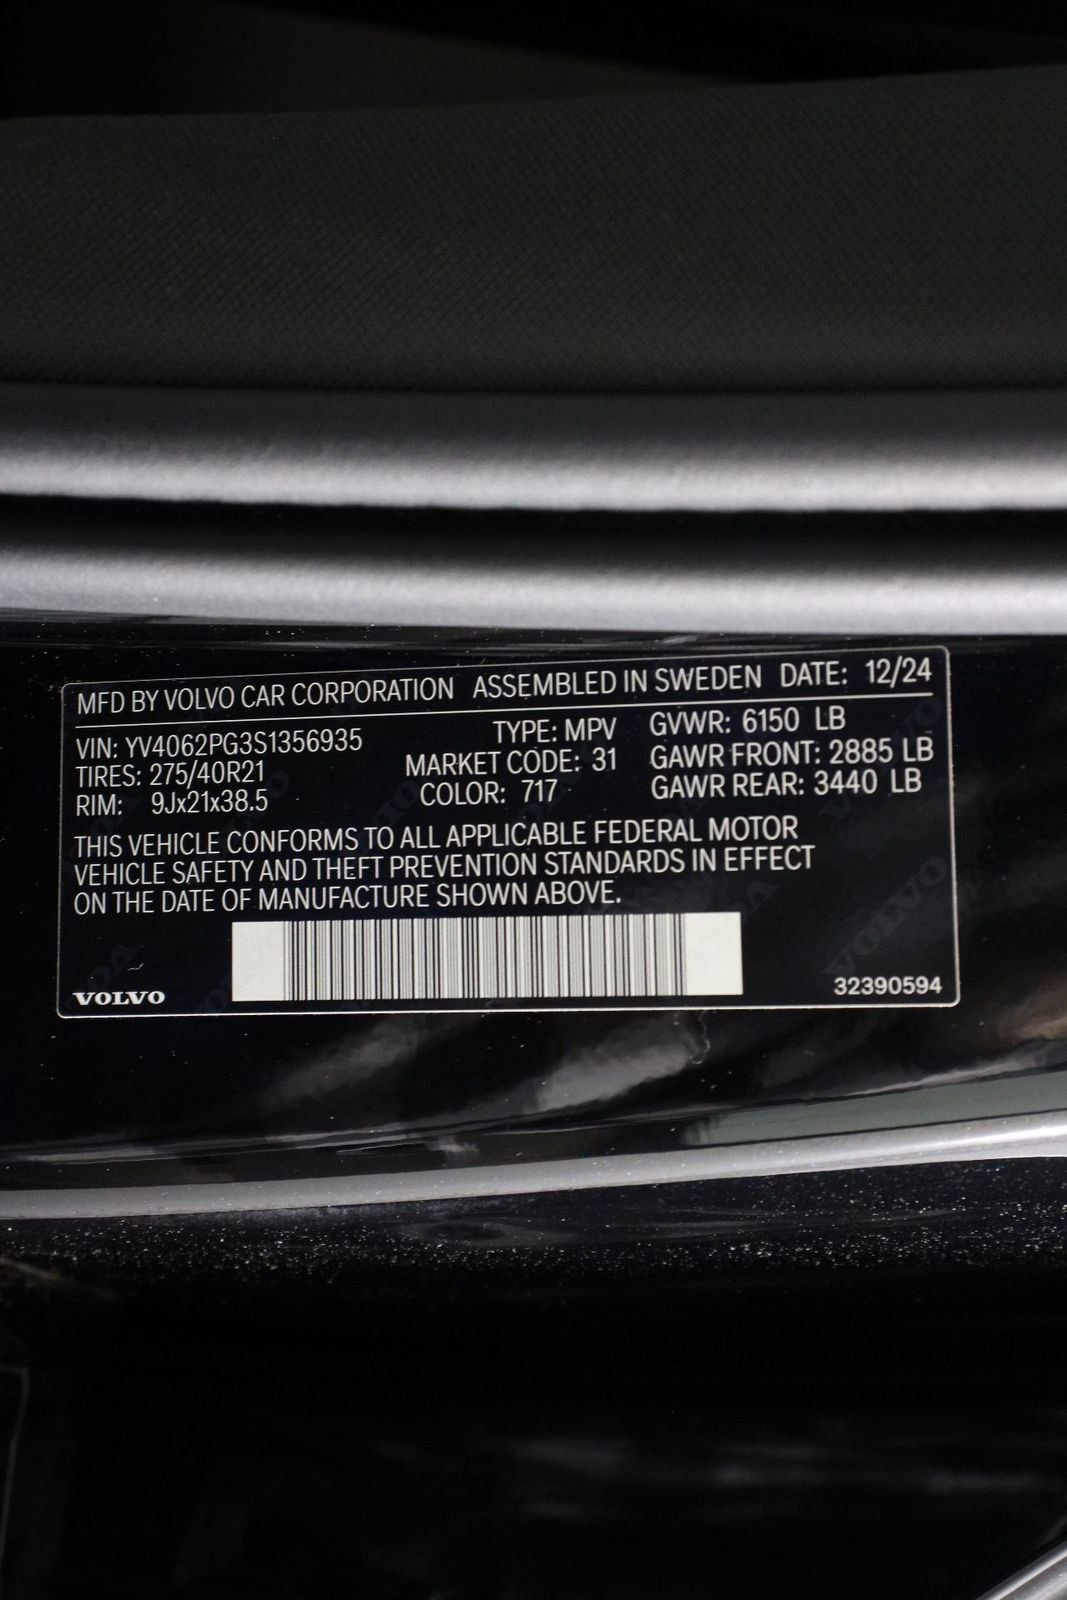 MFD BY VOLVO CAR CORPORATION ASSEMBLED IN SWEDEN DATE: 12/24
VIN: YV4062PG3S1356935 TYPE: MPV GVWR: 6150 LB
TIRES: 275/40R21 MARKET CODE: 31 GAWR FRONT: 2885 LB
RIM: 9Jx21x38.5 COLOR: 717 GAWR REAR: 3440 LB
THIS VEHICLE CONFORMS TO ALL APPLICABLE FEDERAL MOTOR
VEHICLE SAFETY AND THEFT PREVENTION STANDARDS IN EFFECT
ON THE DATE OF MANUFACTURE SHOWN ABOVE.
VOLVO 32390594